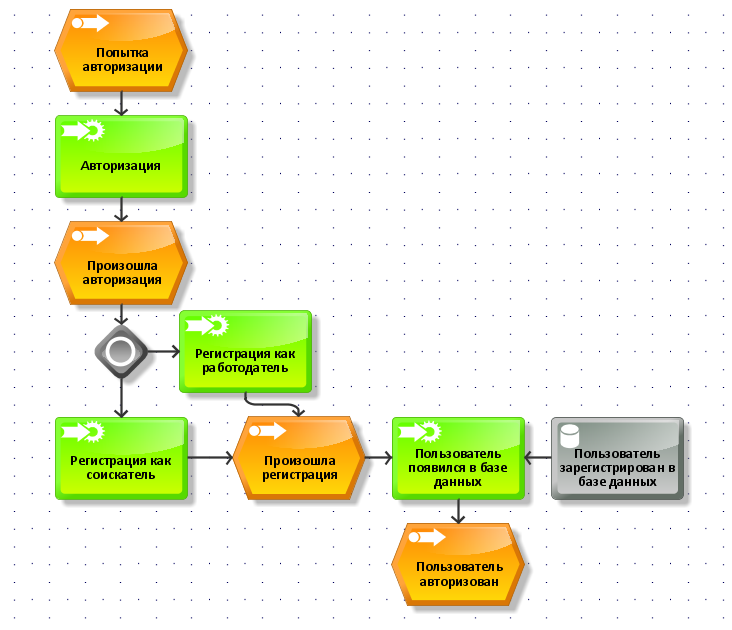 Попытка
авторизации
Авторизация
Произошла
авторизация
Регистрация как
работодатель
Регистрация как
соискатель
Произошла
регистрация
Пользователь
появился в базе
данных
Пользователь
зарегистрирован в
базе данных
Пользователь
авторизован